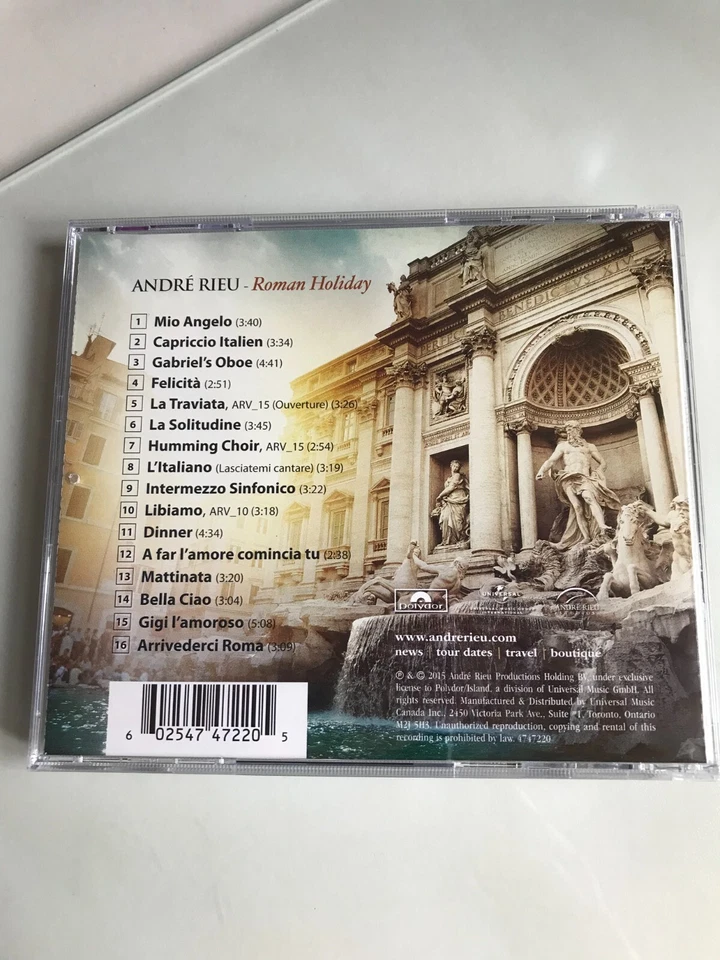 ANDRÉ RIEU - Roman Holiday
1 Mio Angelo (3:40)
2 Capriccio Italien (3:34)
3 Gabriel's Oboe (4:41)
4 Felicità (2:51)
5 La Traviata, ARV_15 (Ouverture) (3:26)
6 La Solitudine (3:45)
7 Humming Choir, ARV_15 (2:54)
8 L'Italiano (Lasciatemi cantare) (3:19)
9 Intermezzo Sinfonico (3:22)
10 Libiamo, ARV_10 (3:18)
11 Dinner (4:34)
12 A far l'amore comincia tu (2:38)
13 Mattinata (3:20)
14 Bella Ciao (3:04)
15 Gigi l'amoroso (5:08)
16 Arrivederci Roma (3:09)
BENEDICTVS XI
polydor
UNIVERSAL
ANDRÉ RIEU
www.andrerieu.com
news | tour dates | travel | boutique
℗ & © 2015 André Rieu Productions Holding BV, under exclusive
license to Polydor/Island, a division of Universal Music GmbH. All
rights reserved. Manufactured & Distributed by Universal Music
Canada Inc., 2450 Victoria Park Ave., Suite 1, Toronto, Ontario
M2J 5H3. Unauthorized reproduction, copying and rental of this
recording is prohibited by law. 4747220
6 02547 47220 5